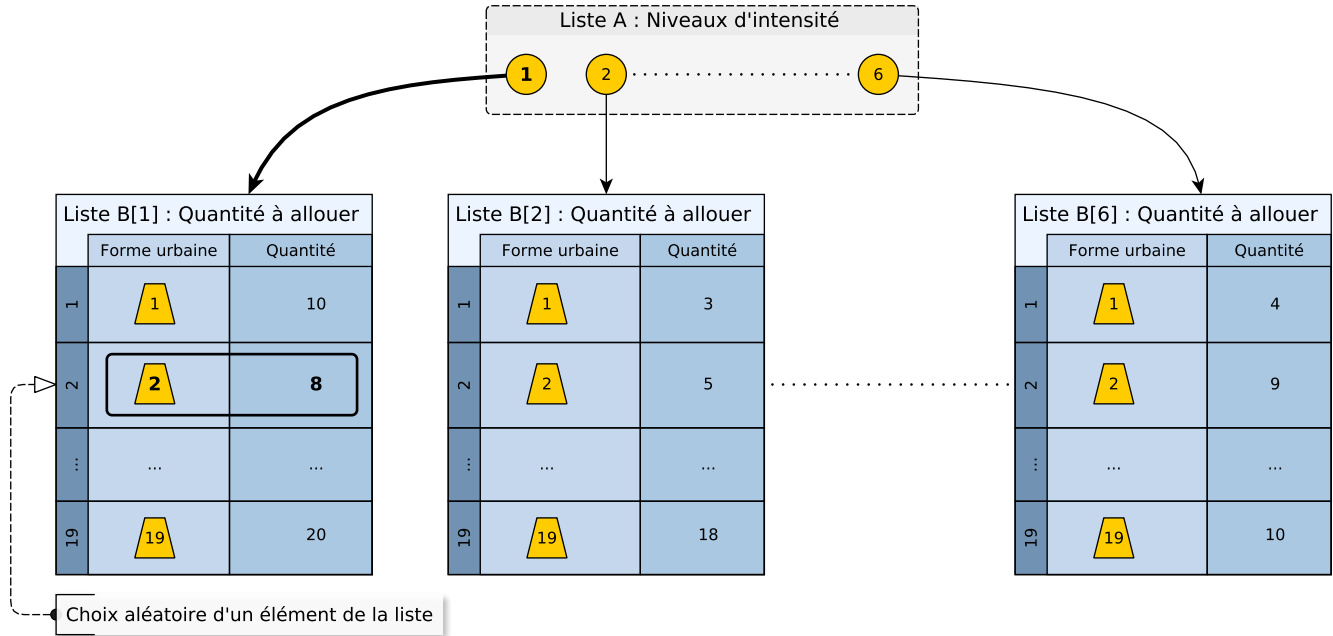 Liste A : Niveaux d'intensité
1 2 6
Liste B[1] : Quantité à allouer
Forme urbaine Quantité
1 1 10
2 2 8
... ... ...
19 19 20
Liste B[2] : Quantité à allouer
Forme urbaine Quantité
1 1 3
2 2 5
... ... ...
19 19 18
Liste B[6] : Quantité à allouer
Forme urbaine Quantité
1 1 4
2 2 9
... ... ...
19 19 10
Choix aléatoire d'un élément de la liste